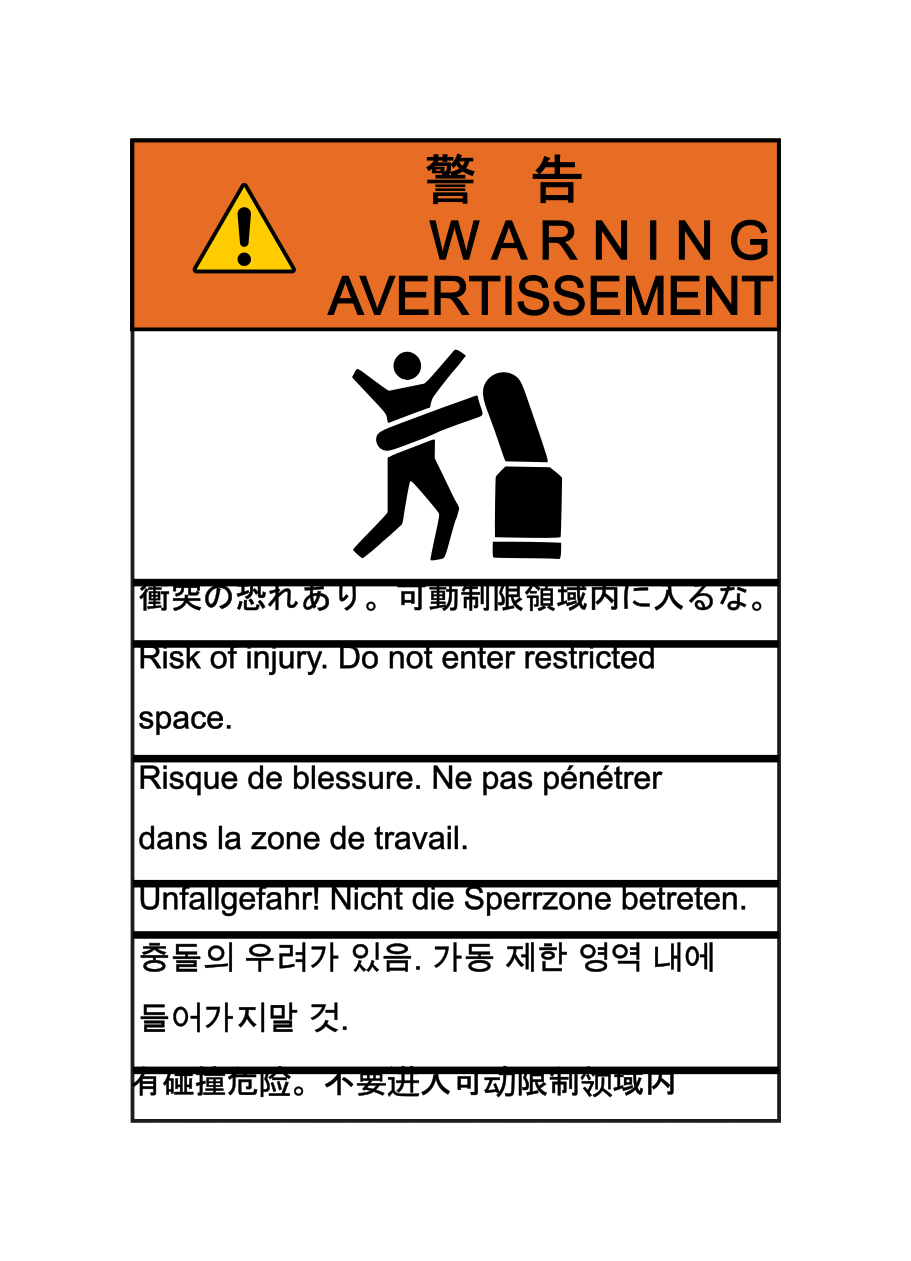 警 告
WARNING
AVERTISSEMENT
衝突の恐れあり。可動制限領域内に入るな。
Risk of injury. Do not enter restricted
space.
Risque de blessure. Ne pas pénétrer
dans la zone de travail.
Unfallgefahr! Nicht die Sperrzone betreten.
충돌의 우려가 있음. 가동 제한 영역 내에
들어가지말 것.
有碰撞危险。不要进入可动限制领域内